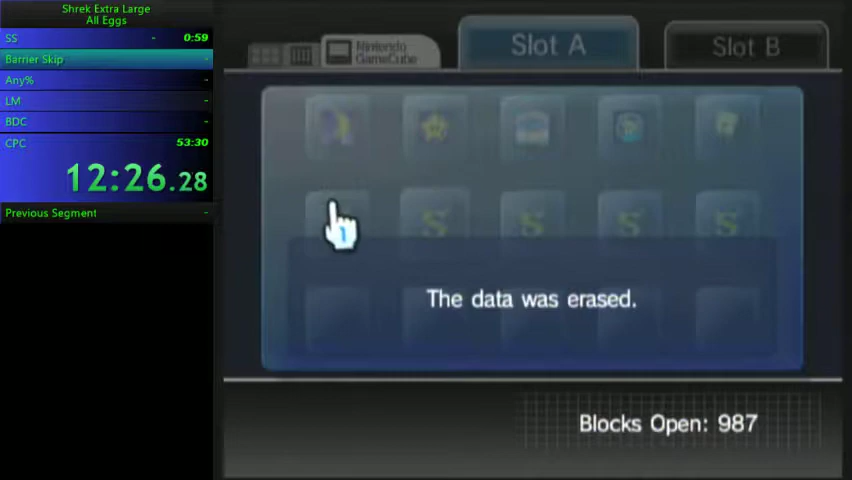 Shrek Extra Large
All Eggs
SS - 0:59
Barrier Skip -
Any% -
LM -
BDC -
CPC 53:30
12:26.28
Previous Segment -
Nintendo
GameCube
Slot A
Slot B
S S S S
1
The data was erased.
Blocks Open: 987